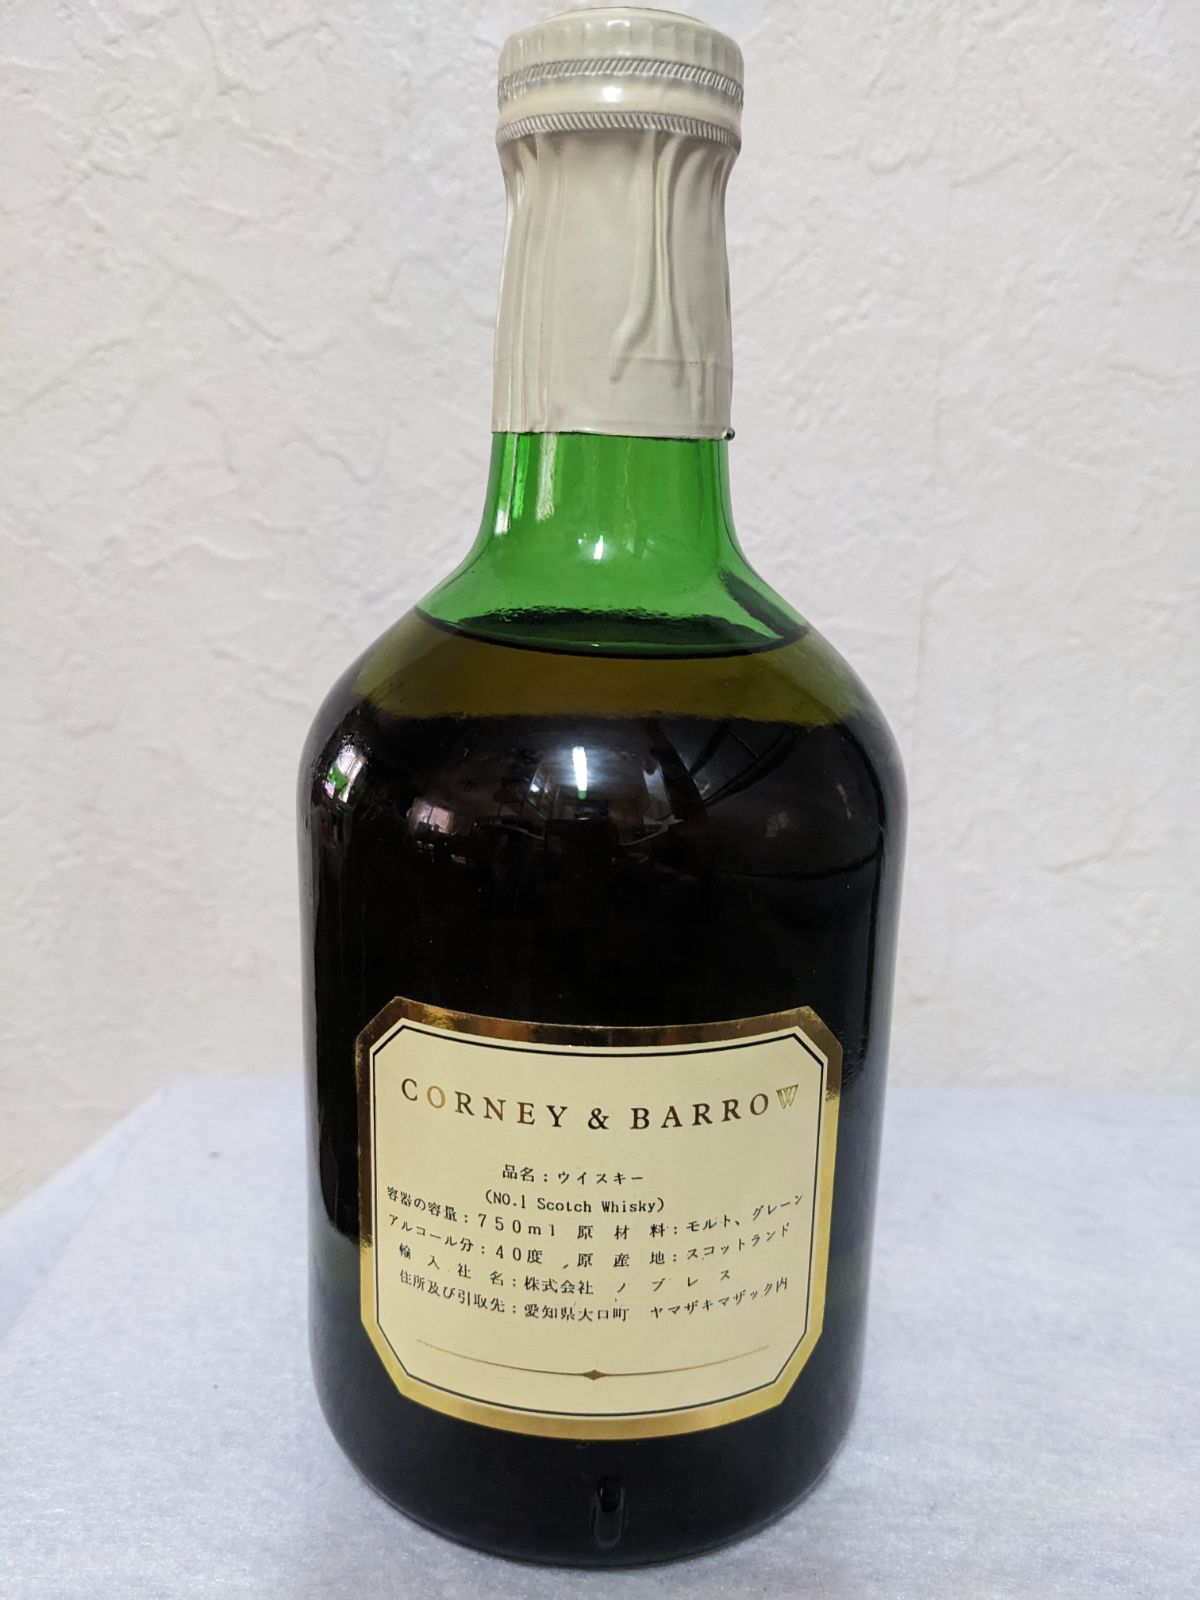 CORNEY & BARROW
品名:ウイスキー
(NO.1 Scotch Whisky)
容器の容量:750ml 原材料:モルト、グレーン
アルコール分:40度 原産地:スコットランド
輸入社名:株式会社 ノブレス
住所及び引取先:愛知県大口町 ヤマザキマザック内